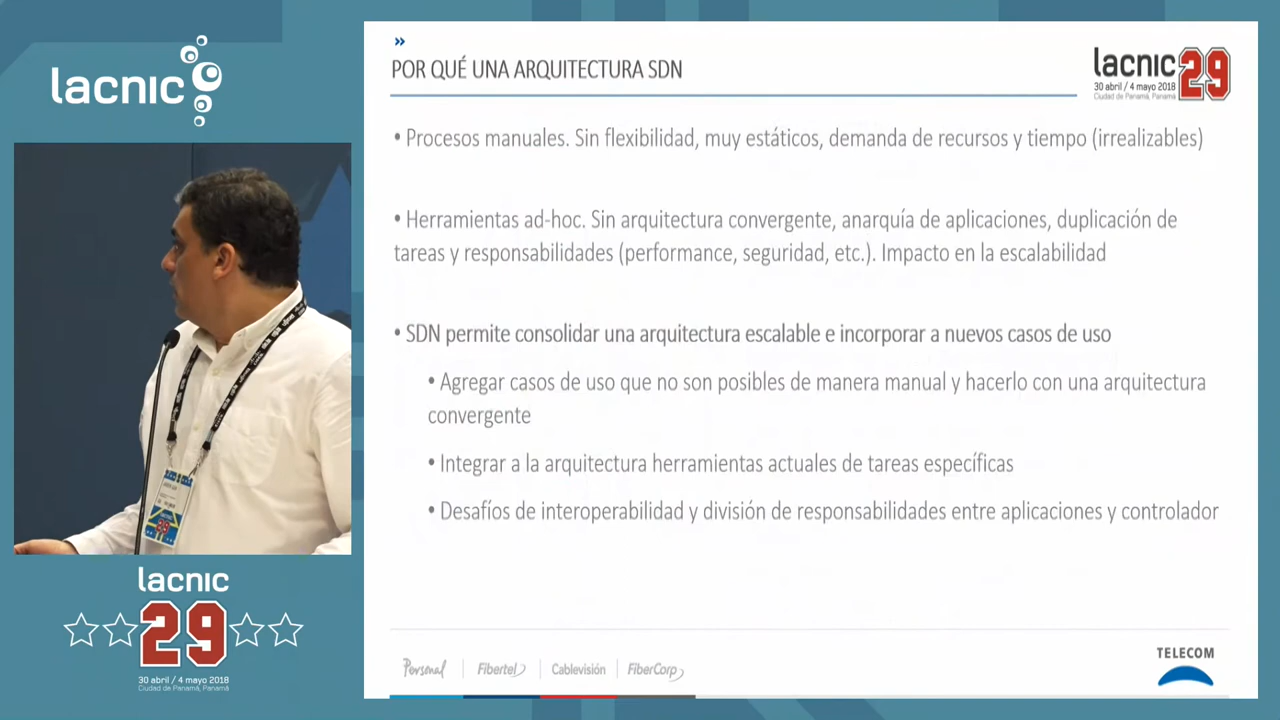 lacnic
»
POR QUÉ UNA ARQUITECTURA SDN
lacnic 29
30 abril / 4 mayo 2018
Ciudad de Panamá, Panamá
• Procesos manuales. Sin flexibilidad, muy estáticos, demanda de recursos y tiempo (irrealizables)
• Herramientas ad-hoc. Sin arquitectura convergente, anarquía de aplicaciones, duplicación de
tareas y responsabilidades (performance, seguridad, etc.). Impacto en la escalabilidad
• SDN permite consolidar una arquitectura escalable e incorporar a nuevos casos de uso
• Agregar casos de uso que no son posibles de manera manual y hacerlo con una arquitectura
convergente
• Integrar a la arquitectura herramientas actuales de tareas específicas
• Desafíos de interoperabilidad y división de responsabilidades entre aplicaciones y controlador
lacnic
29
30 abril / 4 mayo 2018
Ciudad de Panamá, Panamá
Personal
Fibertel
Cablevisión
FiberCorp
TELECOM